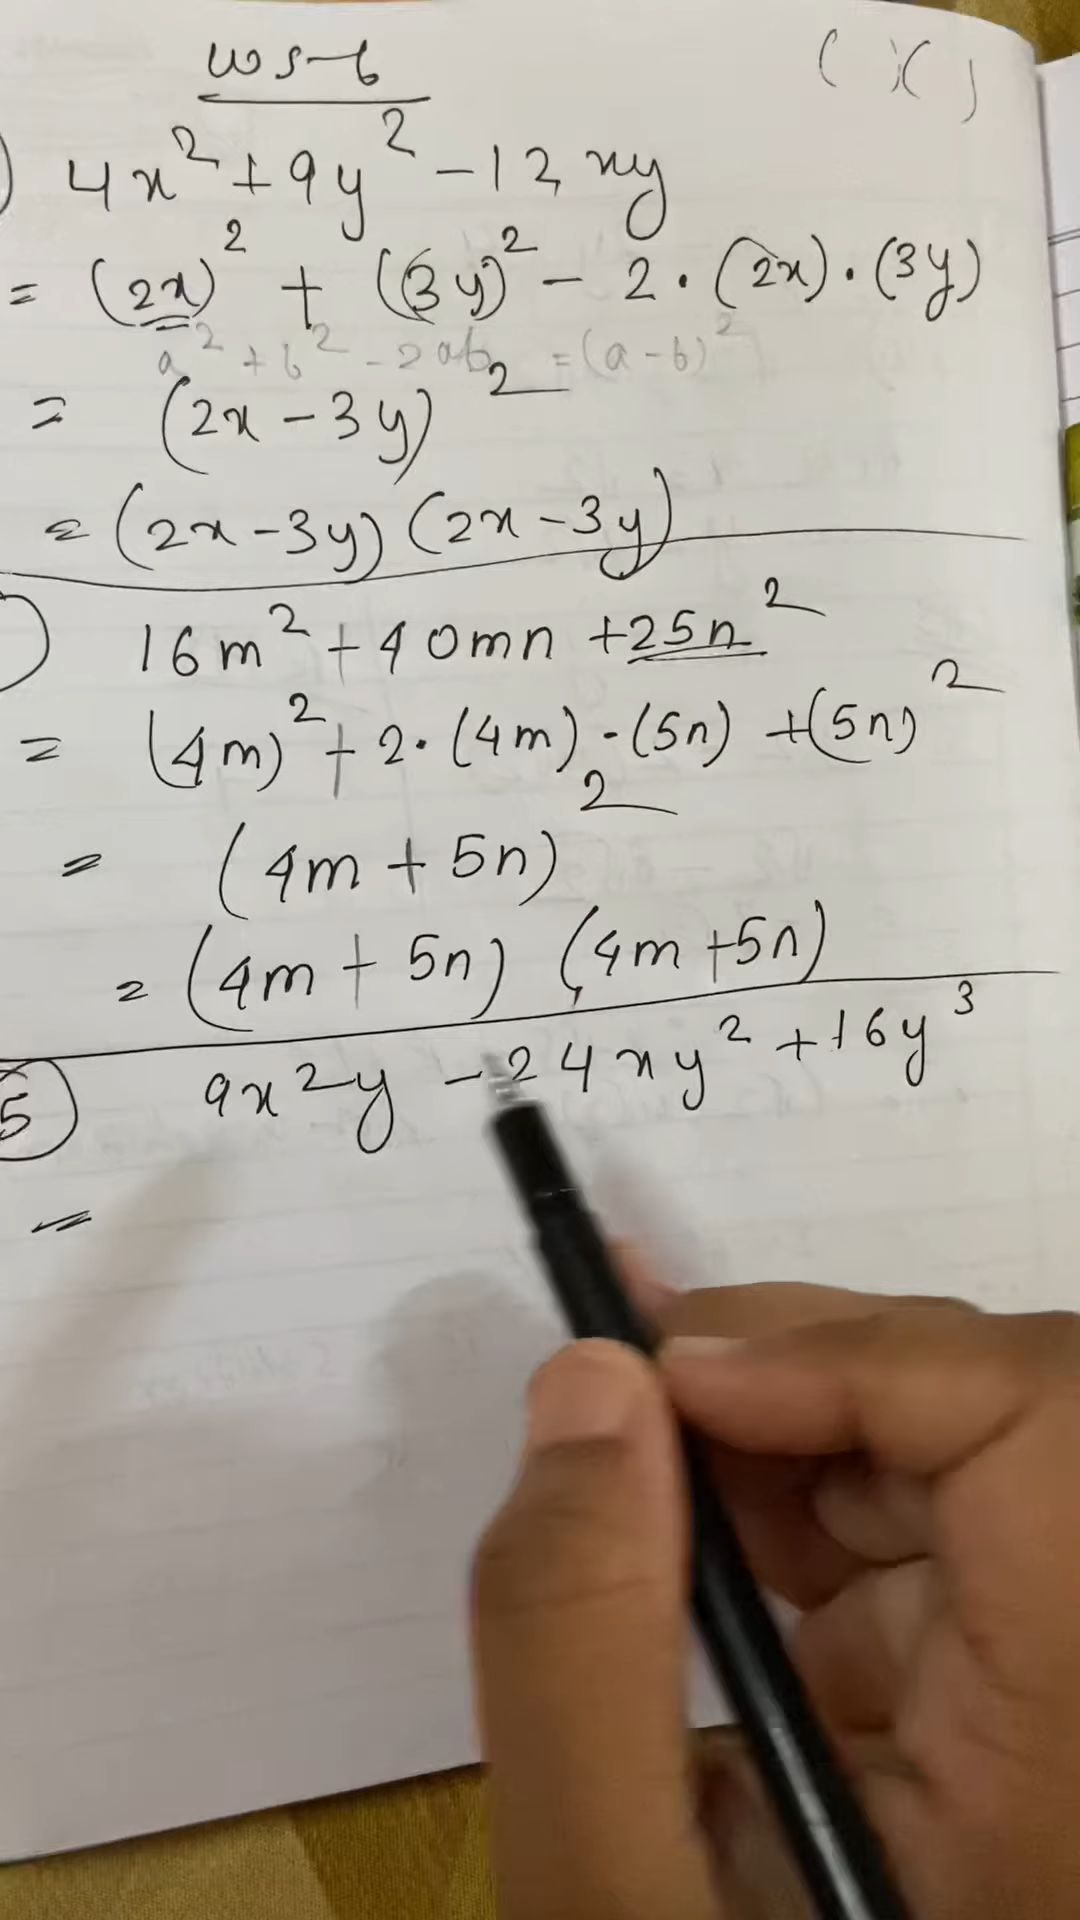 ws-6
( )( )
) 4x² + 9y² - 12xy
= (2x)² + (3y)² - 2 · (2x) · (3y)
a² + b² - 2ab = (a - b)²
= (2x - 3y)²
= (2x - 3y) (2x - 3y)
) 16m² + 40mn + 25n²
= (4m)² + 2 · (4m) · (5n) + (5n)²
= (4m + 5n)²
= (4m + 5n) (4m + 5n)
5) 9x²y - 24xy² + 16y³
=